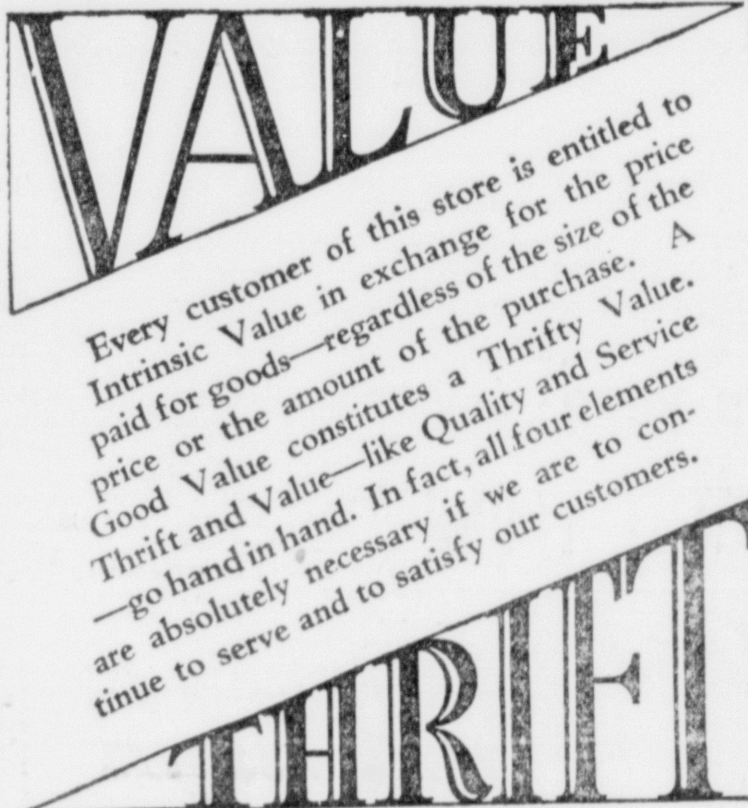 VALUE
Every customer of this store is entitled to
Intrinsic Value in exchange for the price
paid for goods—regardless of the size of the
price or the amount of the purchase. A
Good Value constitutes a Thrifty Value.
Thrift and Value—like Quality and Service
—go hand in hand. In fact, all four elements
are absolutely necessary if we are to con-
tinue to serve and to satisfy our customers.
THRIFT